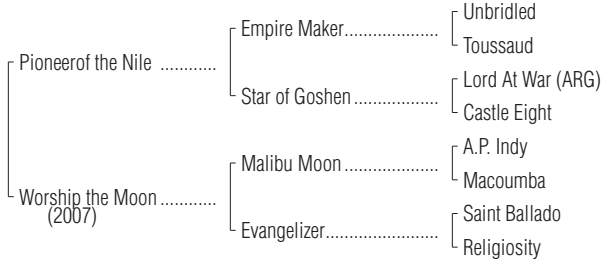 Unbridled
Empire Maker....................
Toussaud
Pioneerof the Nile ............
Lord At War (ARG)
Star of Goshen ..................
Castle Eight
A.P. Indy
Malibu Moon ....................
Macoumba
Worship the Moon ............
(2007)
Saint Ballado
Evangelizer........................
Religiosity